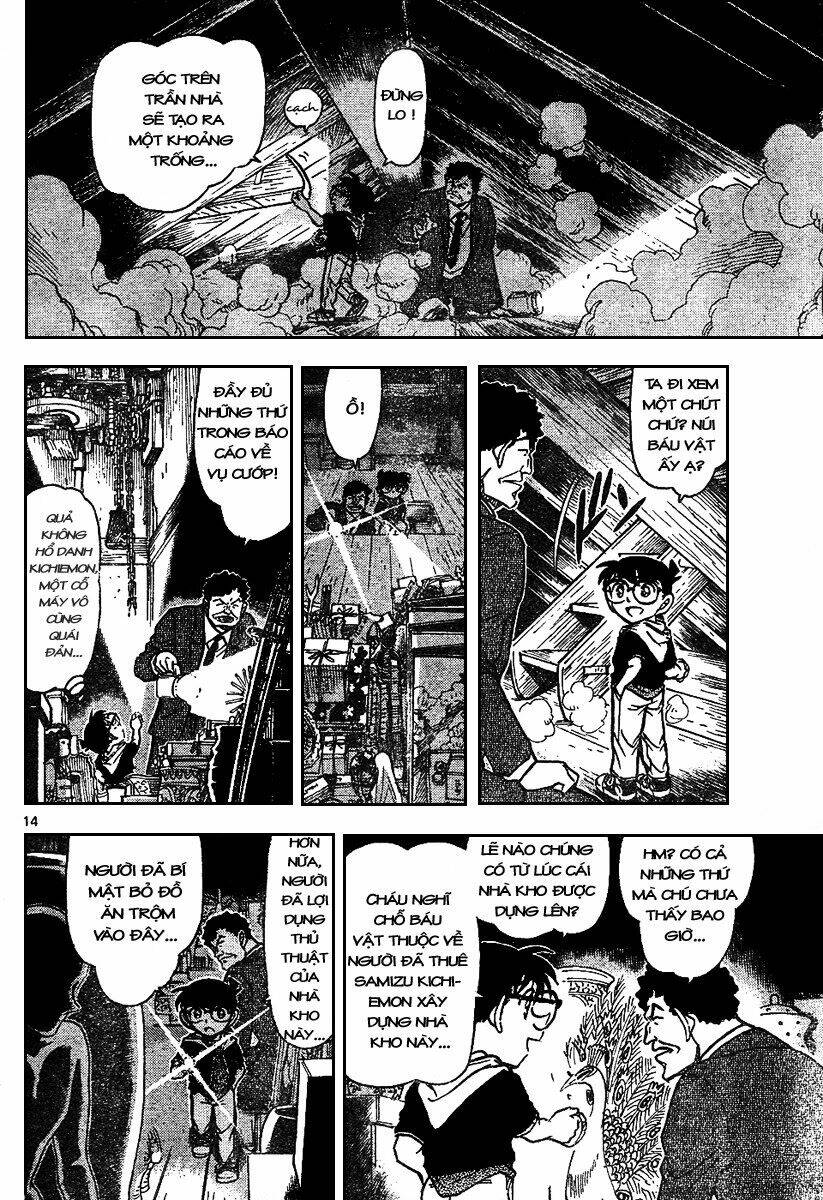 ĐỪNG
LO !
GÓC TRÊN
TRẦN NHÀ
SẼ TẠO RA
MỘT KHOẢNG
TRỐNG...
cạch
TA ĐI XEM
MỘT CHÚT
CHỨ? NÚI
BÁU VẬT
ẤY Ạ?
Ồ!
ĐẦY ĐỦ
NHỮNG THỨ
TRONG BÁO
CÁO VỀ
VỤ CƯỚP!
QUẢ
KHÔNG
HỔ DANH
KICHIEMON,
MỘT CỖ
MÁY VÔ
CÙNG
QUÁI
ĐẢN...
14
HM? CÓ CẢ
NHỮNG THỨ
MÀ CHÚ CHƯA
THẤY BAO
GIỜ...
LẼ NÀO CHÚNG
CÓ TỪ LÚC CÁI
NHÀ KHO ĐƯỢC
DỰNG LÊN?
CHÁU NGHĨ
CHỖ BÁU
VẬT THUỘC VỀ
NGƯỜI ĐÃ THUÊ
SAMIZU KICHI-
EMON XÂY
DỰNG NHÀ
KHO NÀY...
HƠN
NỮA,
NGƯỜI
ĐÃ LỢI
DỤNG
THỦ
THUẬT
CỦA
NHÀ
KHO
NÀY...
NGƯỜI ĐÃ BÍ
MẬT BỎ ĐỒ
ĂN TRỘM
VÀO ĐÂY...